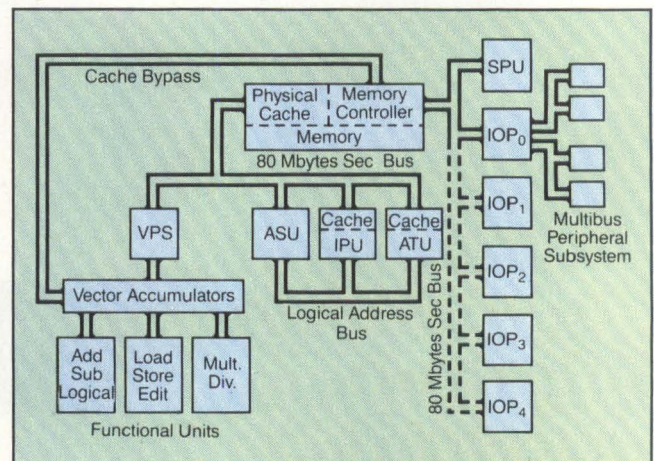 Cache Bypass
Physical
Cache
Memory
Controller
Memory
80 Mbytes Sec Bus
SPU
IOP0
IOP1
IOP2
IOP3
IOP4
Multibus
Peripheral
Subsystem
80 Mbytes Sec Bus
VPS
ASU
Cache
IPU
Cache
ATU
Logical Address
Bus
Vector Accumulators
Add
Sub
Logical
Load
Store
Edit
Mult.
Div.
Functional Units